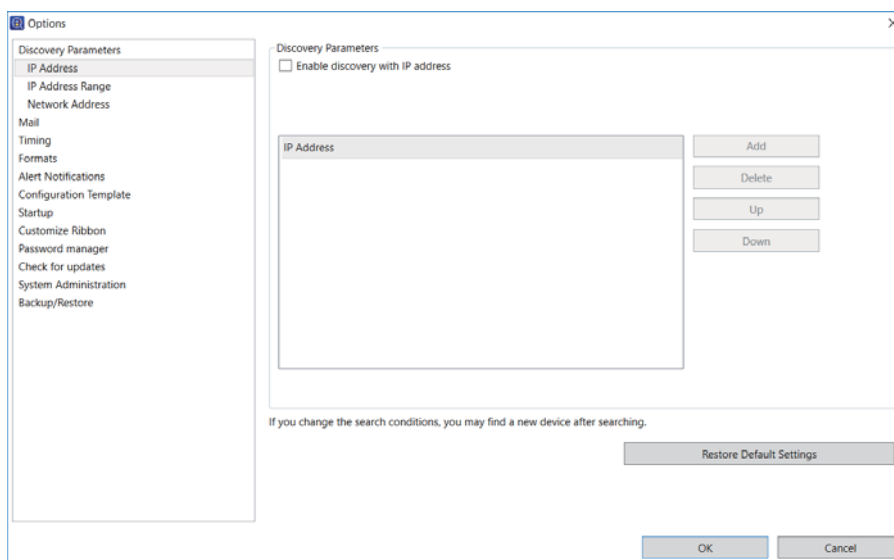 Options
Discovery Parameters
IP Address
IP Address Range
Network Address
Mail
Timing
Formats
Alert Notifications
Configuration Template
Startup
Customize Ribbon
Password manager
Check for updates
System Administration
Backup/Restore
Discovery Parameters
Enable discovery with IP address
IP Address
Add
Delete
Up
Down
If you change the search conditions, you may find a new device after searching.
Restore Default Settings
OK
Cancel